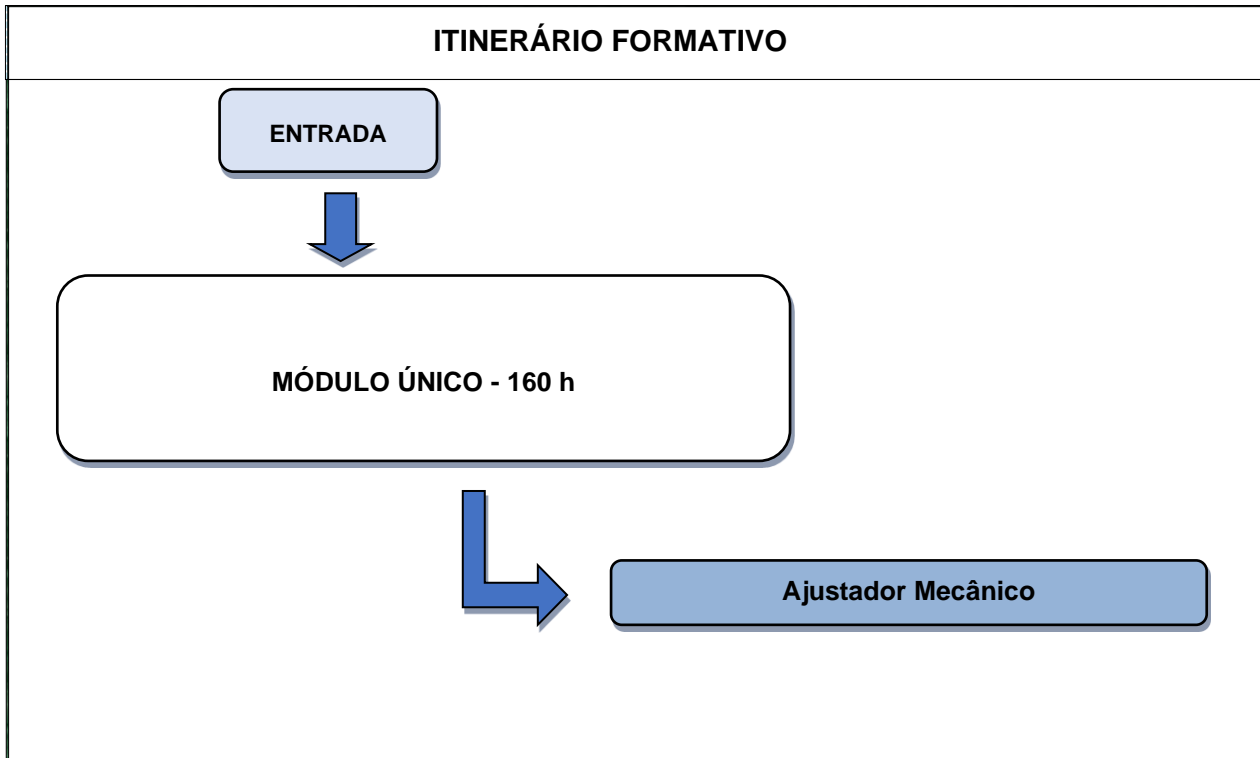 ITINERÁRIO FORMATIVO
ENTRADA
MÓDULO ÚNICO - 160 h
Ajustador Mecânico